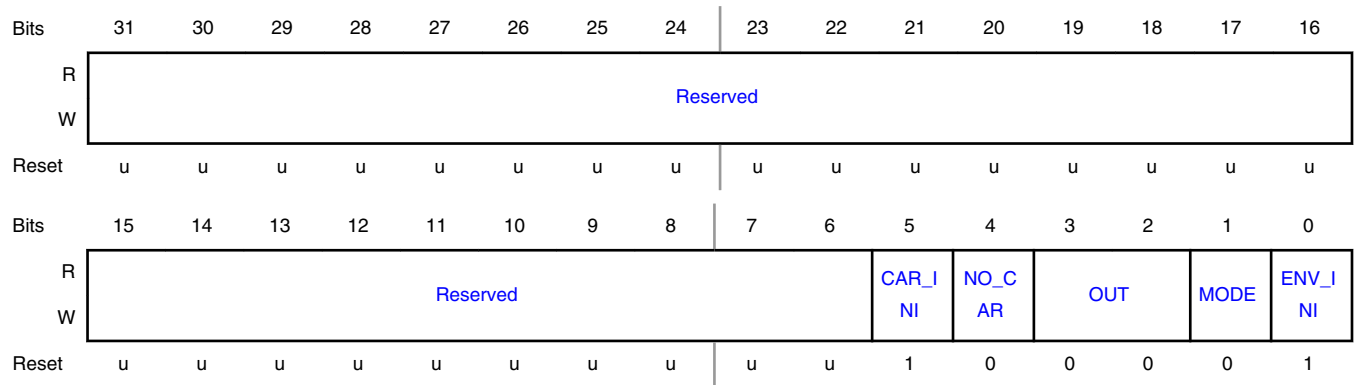 Bits 31 30 29 28 27 26 25 24 23 22 21 20 19 18 17 16
R
Reserved
W
Reset u u u u u u u u u u u u u u u u
Bits 15 14 13 12 11 10 9 8 7 6 5 4 3 2 1 0
R
Reserved CAR_I NO_C OUT MODE ENV_I
NI AR NI
W
Reset u u u u u u u u u u 1 0 0 0 0 1